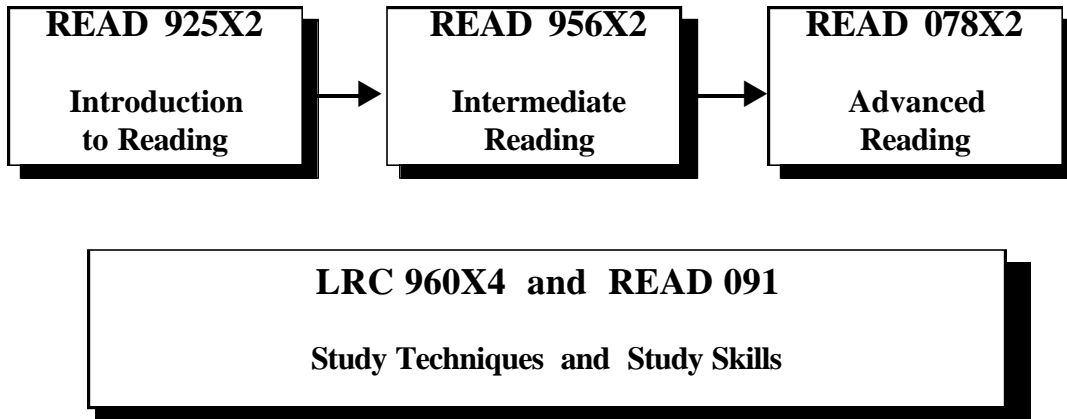 READ 925X2
Introduction
to Reading
READ 956X2
Intermediate
Reading
READ 078X2
Advanced
Reading
LRC 960X4 and READ 091
Study Techniques and Study Skills